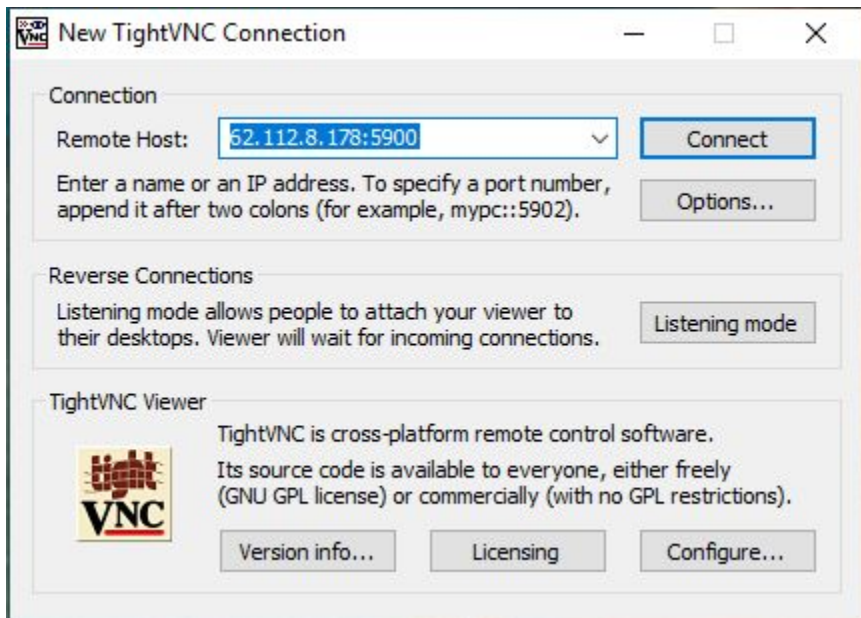 New TightVNC Connection
Connection
Remote Host:
62.112.8.178:5900
Connect
Enter a name or an IP address. To specify a port number,
append it after two colons (for example, mypc::5902).
Options...
Reverse Connections
Listening mode allows people to attach your viewer to
their desktops. Viewer will wait for incoming connections.
Listening mode
TightVNC Viewer
tight
VNC
TightVNC is cross-platform remote control software.
Its source code is available to everyone, either freely
(GNU GPL license) or commercially (with no GPL restrictions).
Version info...
Licensing
Configure...